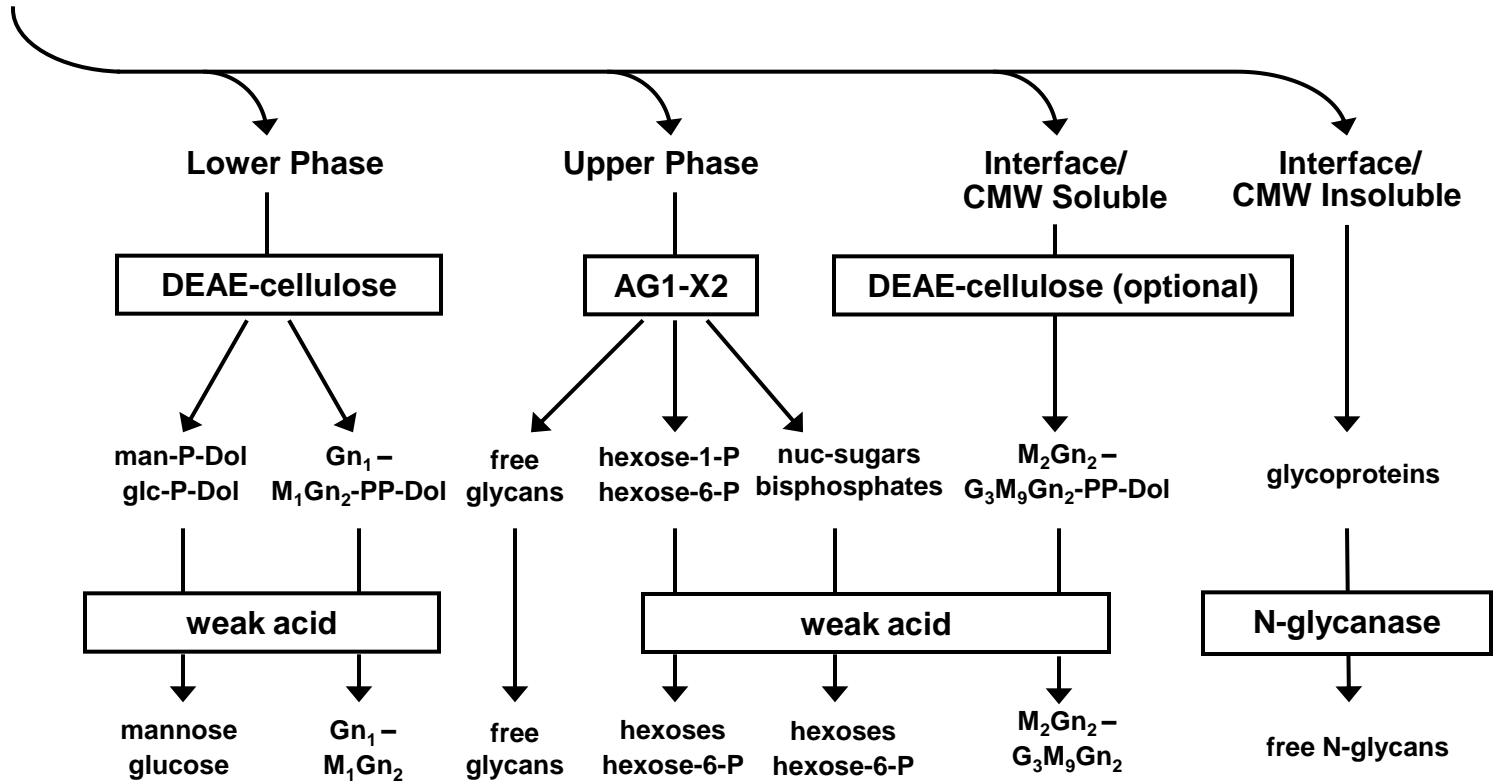 Lower Phase
Upper Phase
Interface/
CMW Soluble
Interface/
CMW Insoluble
DEAE-cellulose
AG1-X2
DEAE-cellulose (optional)
man-P-Dol
glc-P-Dol
Gn₁ –
M₁Gn₂-PP-Dol
free
glycans
hexose-1-P
hexose-6-P
nuc-sugars
bisphosphates
M₂Gn₂ –
G₃M₉Gn₂-PP-Dol
glycoproteins
weak acid
weak acid
N-glycanase
mannose
glucose
Gn₁ –
M₁Gn₂
free
glycans
hexoses
hexose-6-P
hexoses
hexose-6-P
M₂Gn₂ –
G₃M₉Gn₂
free N-glycans